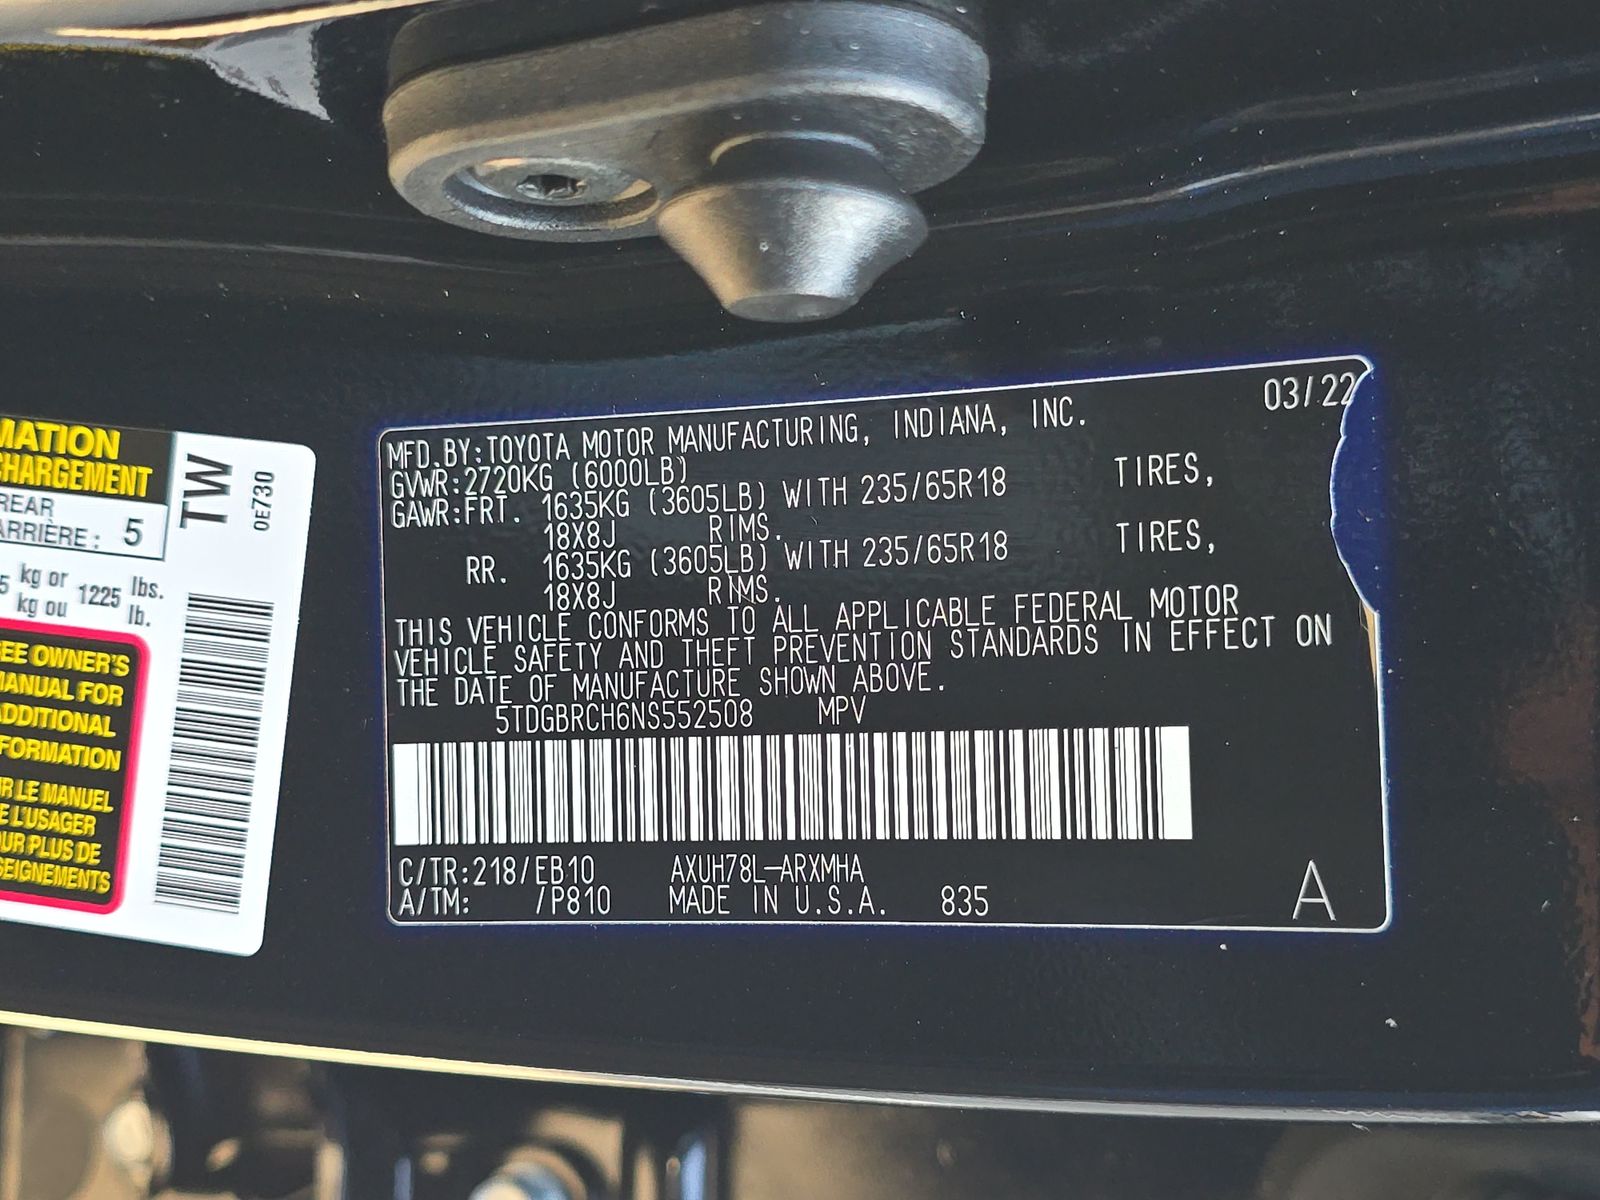 MATION
CHARGEMENT
REAR
ARRIÈRE : 5
5 kg or 1225 lbs.
kg ou lb.
SEE OWNER'S
MANUAL FOR
ADDITIONAL
FORMATION
R LE MANUEL
E L'USAGER
UR PLUS DE
SEIGNEMENTS
TW
0E730
03/22
MFD.BY:TOYOTA MOTOR MANUFACTURING, INDIANA, INC.
GVWR:2720KG (6000LB)
GAWR:FRT. 1635KG (3605LB) WITH 235/65R18 TIRES,
18X8J RIMS.
RR. 1635KG (3605LB) WITH 235/65R18 TIRES,
18X8J RIMS.
THIS VEHICLE CONFORMS TO ALL APPLICABLE FEDERAL MOTOR
VEHICLE SAFETY AND THEFT PREVENTION STANDARDS IN EFFECT ON
THE DATE OF MANUFACTURE SHOWN ABOVE.
5TDGBRCH6NS552508 MPV
C/TR:218/EB10 AXUH78L-ARXMHA
A/TM: /P810 MADE IN U.S.A. 835
A